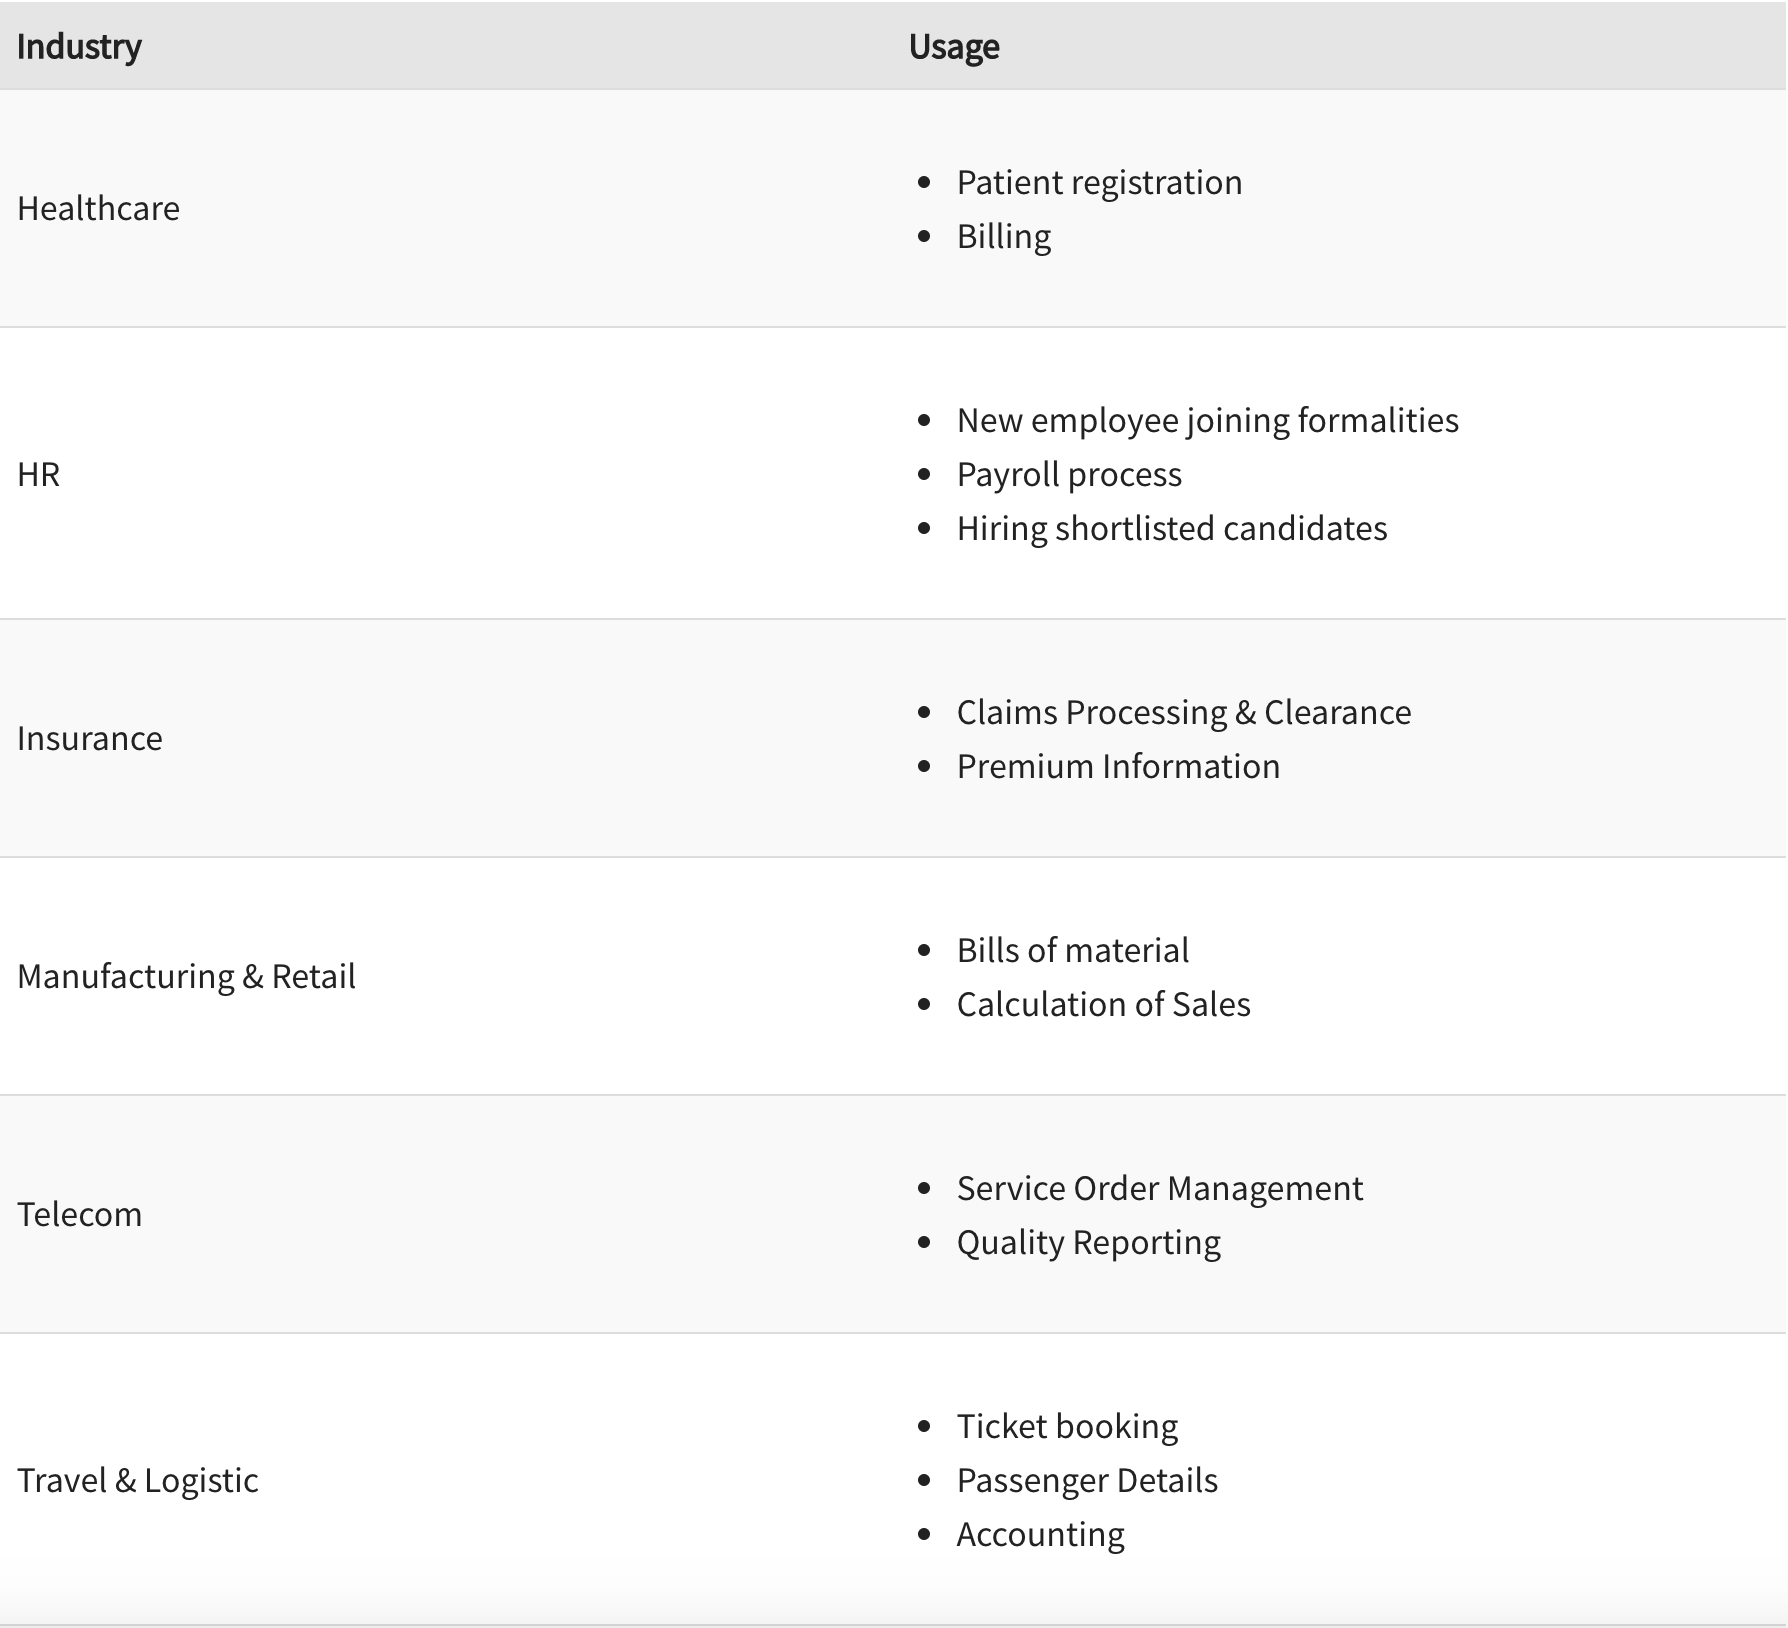 Industry Usage
Healthcare
Patient registration
Billing
HR
New employee joining formalities
Payroll process
Hiring shortlisted candidates
Insurance
Claims Processing & Clearance
Premium Information
Manufacturing & Retail
Bills of material
Calculation of Sales
Telecom
Service Order Management
Quality Reporting
Travel & Logistic
Ticket booking
Passenger Details
Accounting